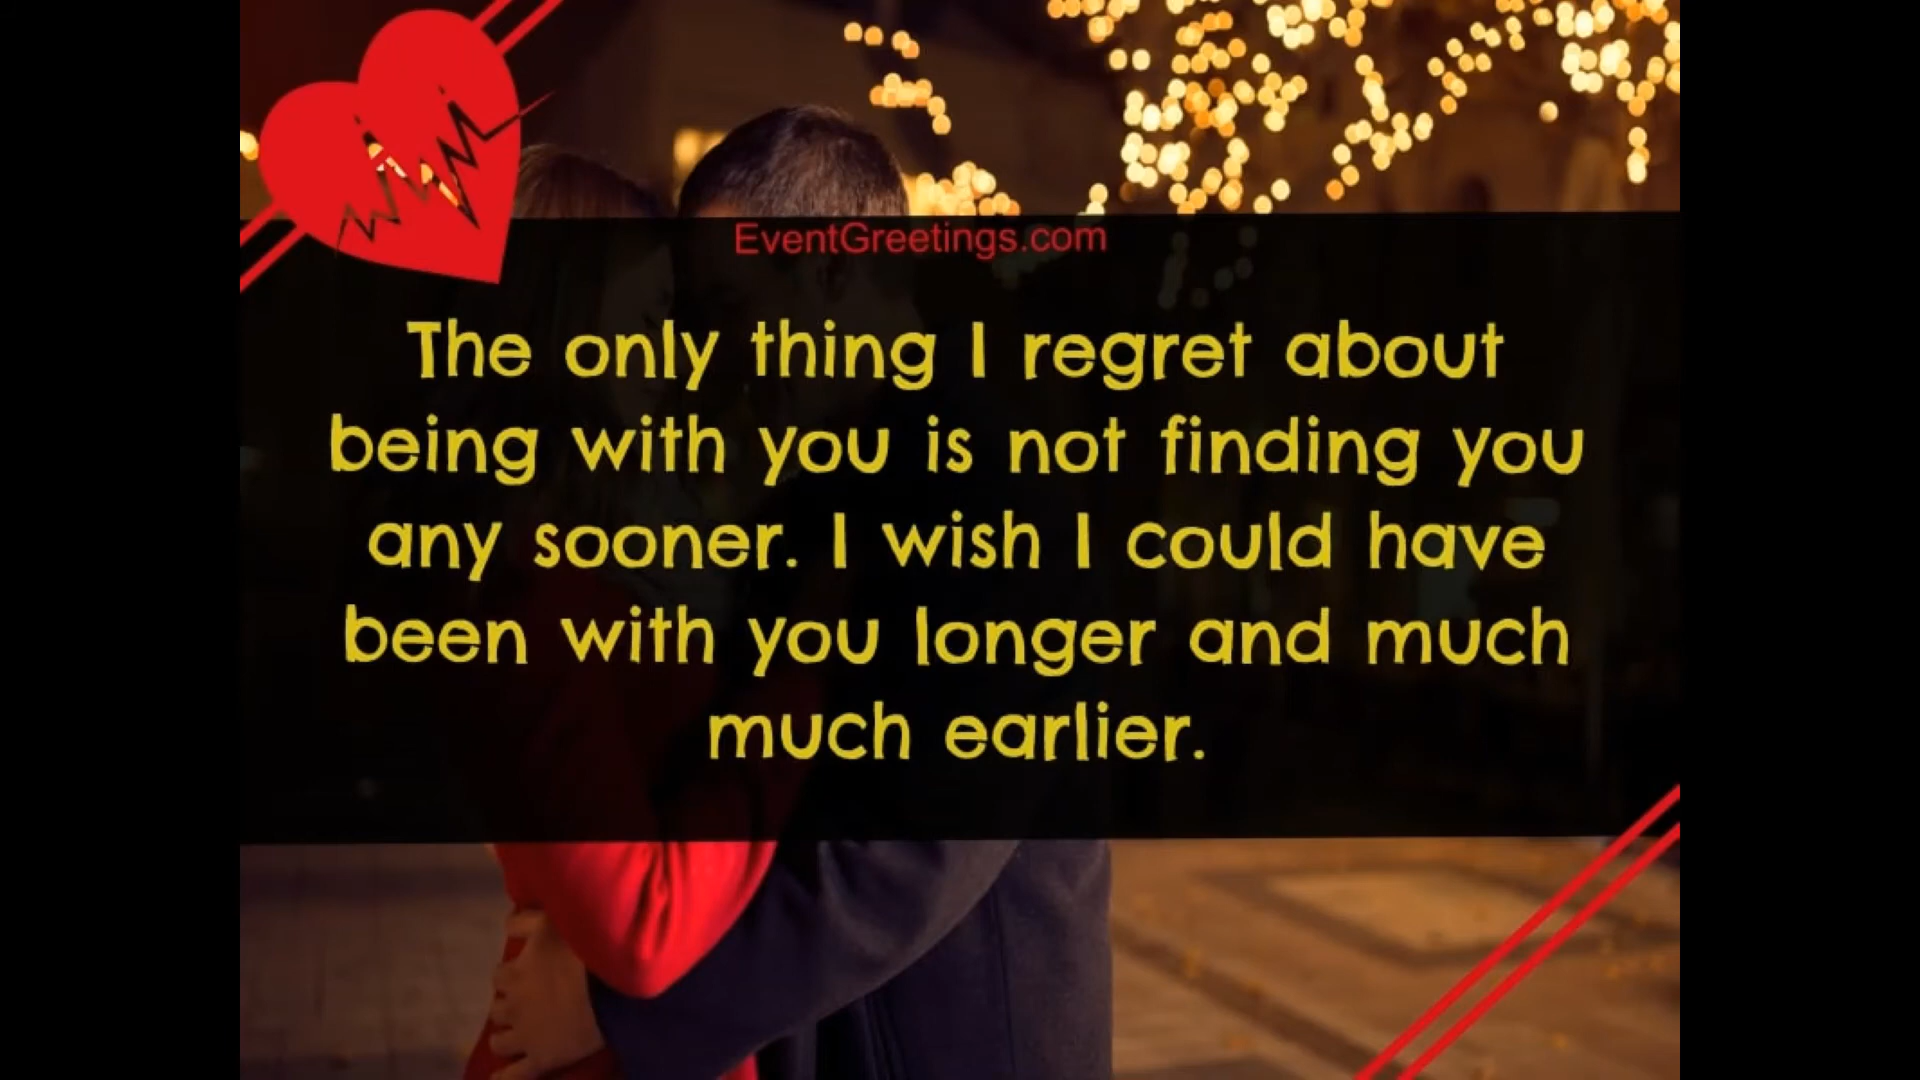 EventGreetings.com
The only thing I regret about
being with you is not finding you
any sooner. I wish I could have
been with you longer and much
much earlier.